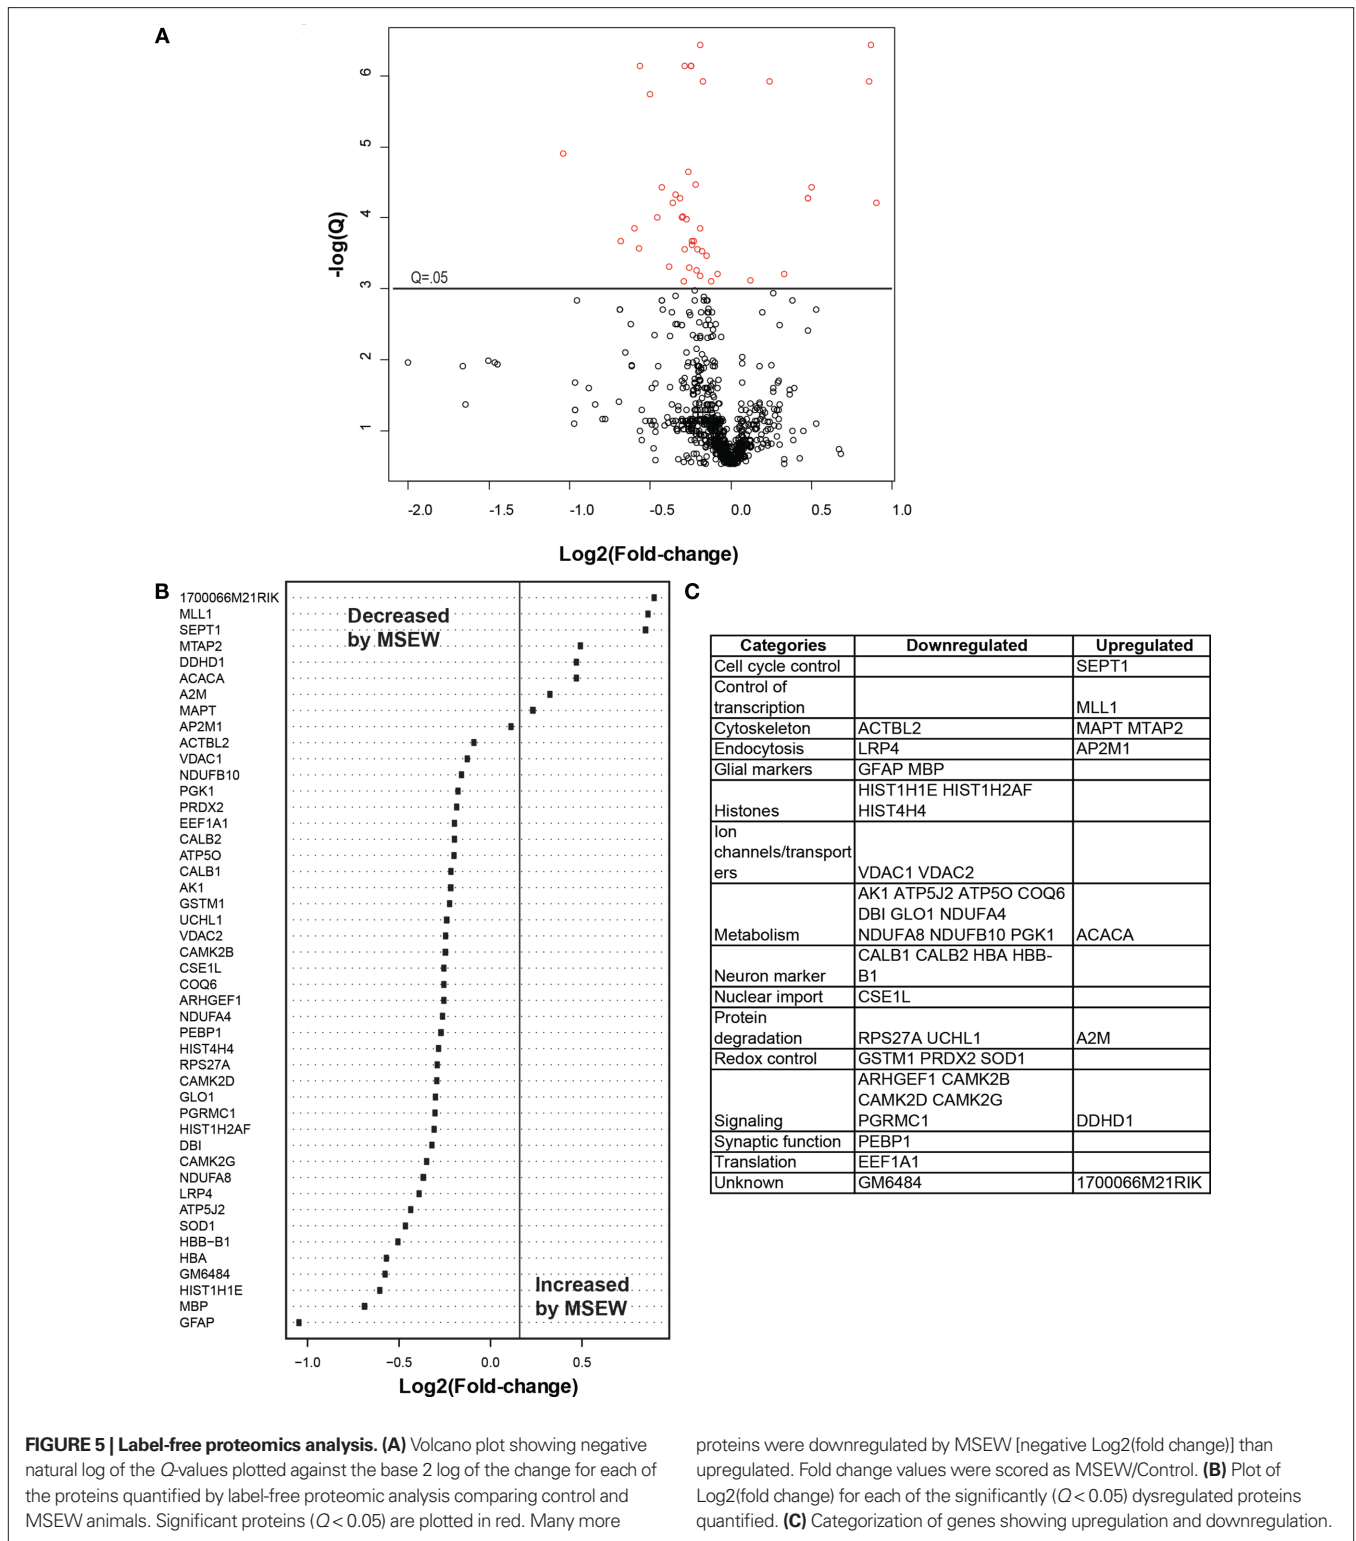 A
6
5
4
3
2
1
-log(Q)
Q=.05
-2.0 -1.5 -1.0 -0.5 0.0 0.5 1.0
Log2(Fold-change)
B
1700066M21RIK
MLL1
SEPT1
MTAP2
DDHD1
ACACA
A2M
MAPT
AP2M1
ACTBL2
VDAC1
NDUFB10
PGK1
PRDX2
EEF1A1
CALB2
ATP5O
CALB1
AK1
GSTM1
UCHL1
VDAC2
CAMK2B
CSE1L
COQ6
ARHGEF1
NDUFA4
PEBP1
HIST4H4
RPS27A
CAMK2D
GLO1
PGRMC1
HIST1H2AF
DBI
CAMK2G
NDUFA8
LRP4
ATP5J2
SOD1
HBB−B1
HBA
GM6484
HIST1H1E
MBP
GFAP
Decreased
by MSEW
Increased
by MSEW
−1.0 −0.5 0.0 0.5
Log2(Fold-change)
C
Categories Downregulated Upregulated
Cell cycle control SEPT1
Control of
transcription MLL1
Cytoskeleton ACTBL2 MAPT MTAP2
Endocytosis LRP4 AP2M1
Glial markers GFAP MBP
HIST1H1E HIST1H2AF
Histones HIST4H4
Ion
channels/transport
ers VDAC1 VDAC2
AK1 ATP5J2 ATP5O COQ6
DBI GLO1 NDUFA4
Metabolism NDUFA8 NDUFB10 PGK1 ACACA
CALB1 CALB2 HBA HBB-
Neuron marker B1
Nuclear import CSE1L
Protein
degradation RPS27A UCHL1 A2M
Redox control GSTM1 PRDX2 SOD1
ARHGEF1 CAMK2B
CAMK2D CAMK2G
Signaling PGRMC1 DDHD1
Synaptic function PEBP1
Translation EEF1A1
Unknown GM6484 1700066M21RIK
FIGURE 5 | Label-free proteomics analysis. (A) Volcano plot showing negative
natural log of the Q-values plotted against the base 2 log of the change for each of
the proteins quantified by label-free proteomic analysis comparing control and
MSEW animals. Significant proteins (Q < 0.05) are plotted in red. Many more
proteins were downregulated by MSEW [negative Log2(fold change)] than
upregulated. Fold change values were scored as MSEW/Control. (B) Plot of
Log2(fold change) for each of the significantly (Q < 0.05) dysregulated proteins
quantified. (C) Categorization of genes showing upregulation and downregulation.